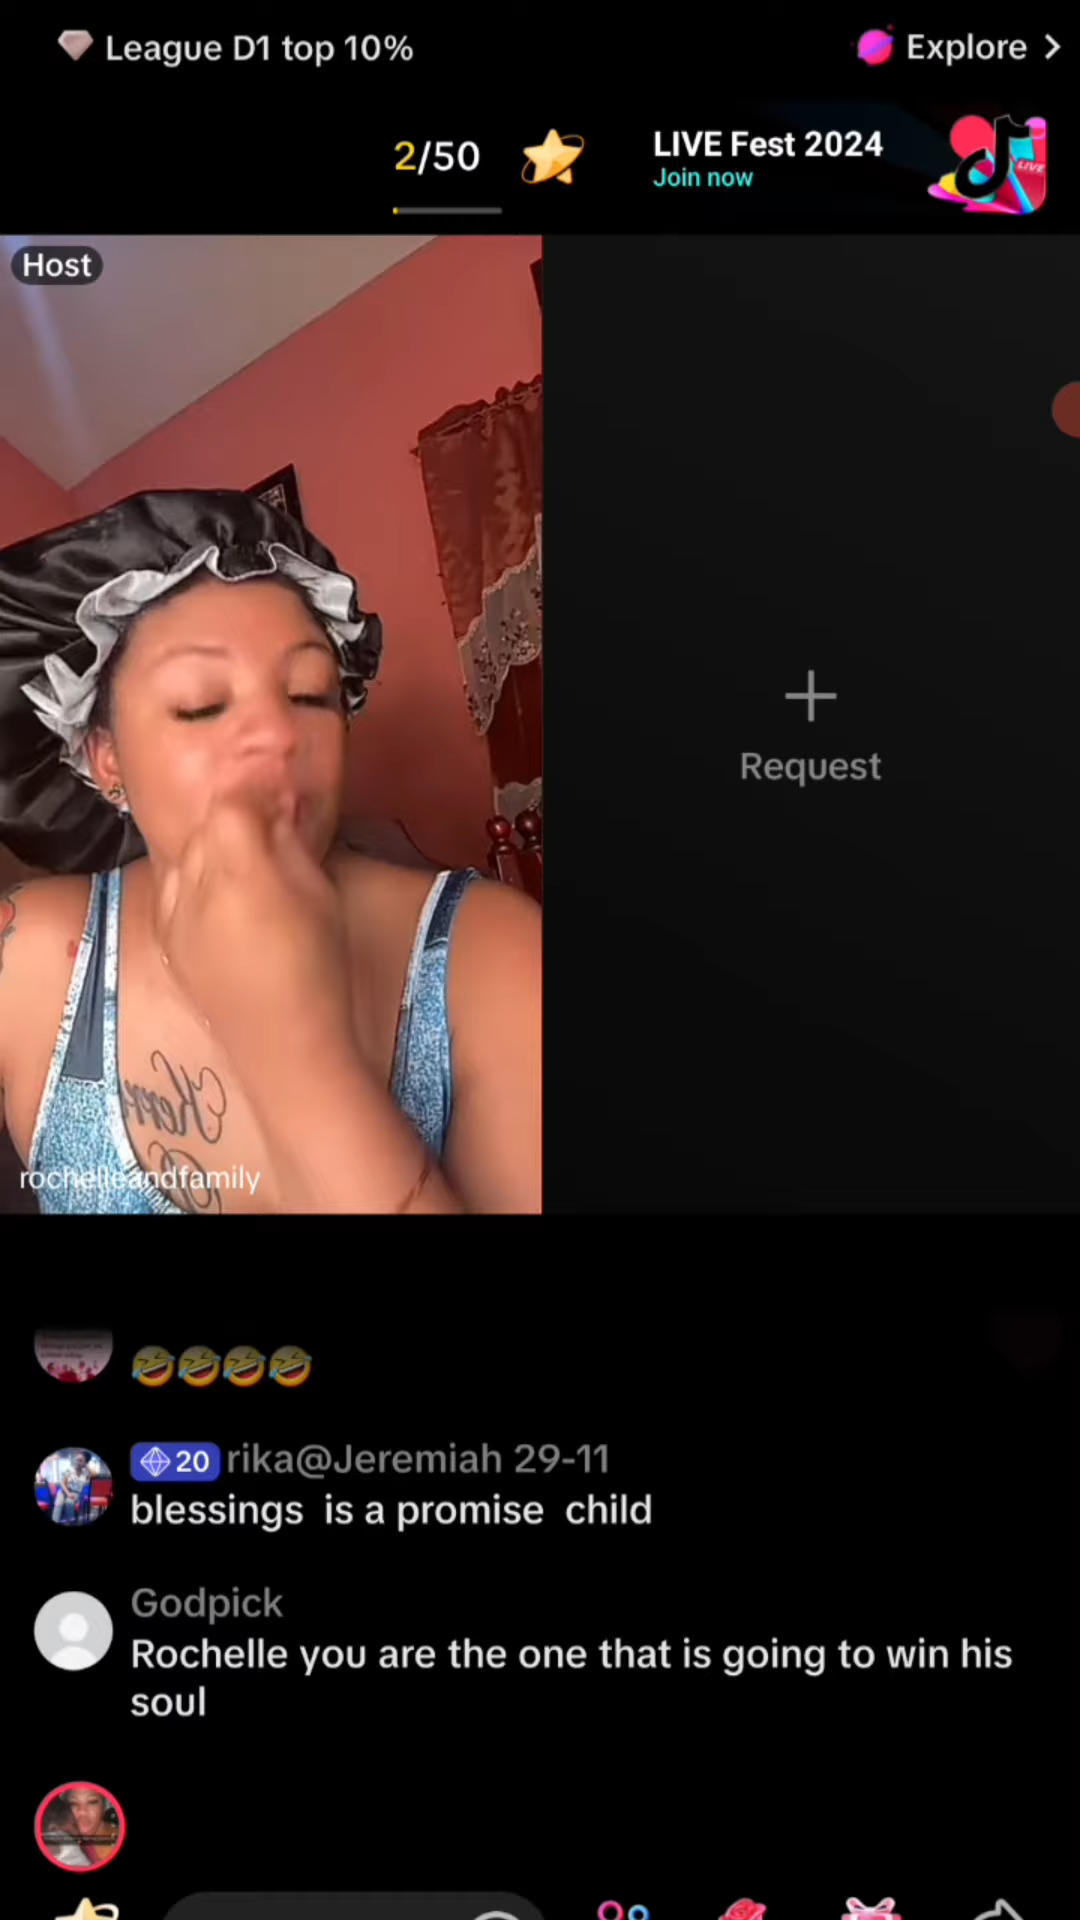 League D1 top 10%
Explore >
2/50
LIVE Fest 2024
Join now
LIVE
Host
Request
rochelleandfamily
🤣🤣🤣🤣
20 rika@Jeremiah 29-11
blessings is a promise child
Godpick
Rochelle you are the one that is going to win his
soul